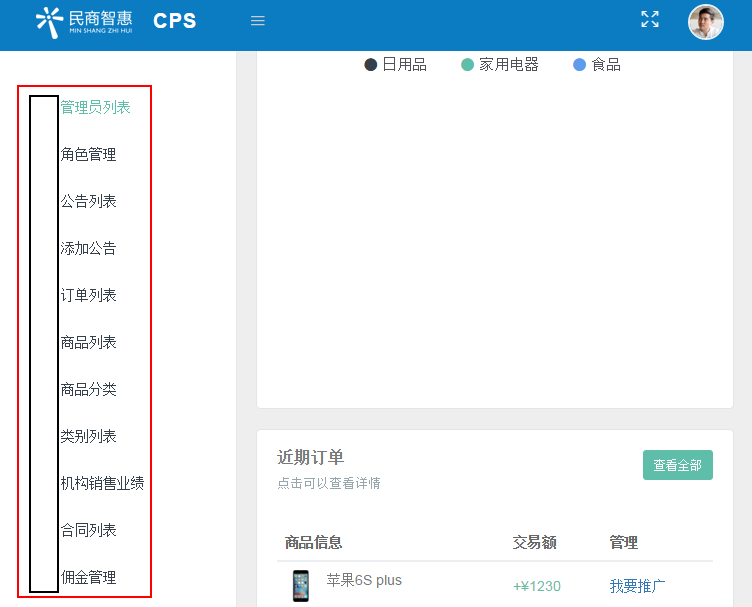 民商智惠 CPS
MIN SHANG ZHI HUI
日用品 家用电器 食品
管理员列表
角色管理
公告列表
添加公告
订单列表
商品列表
商品分类
类别列表
机构销售业绩
合同列表
佣金管理
近期订单
点击可以查看详情
查看全部
商品信息 交易额 管理
苹果6S plus +¥1230 我要推广